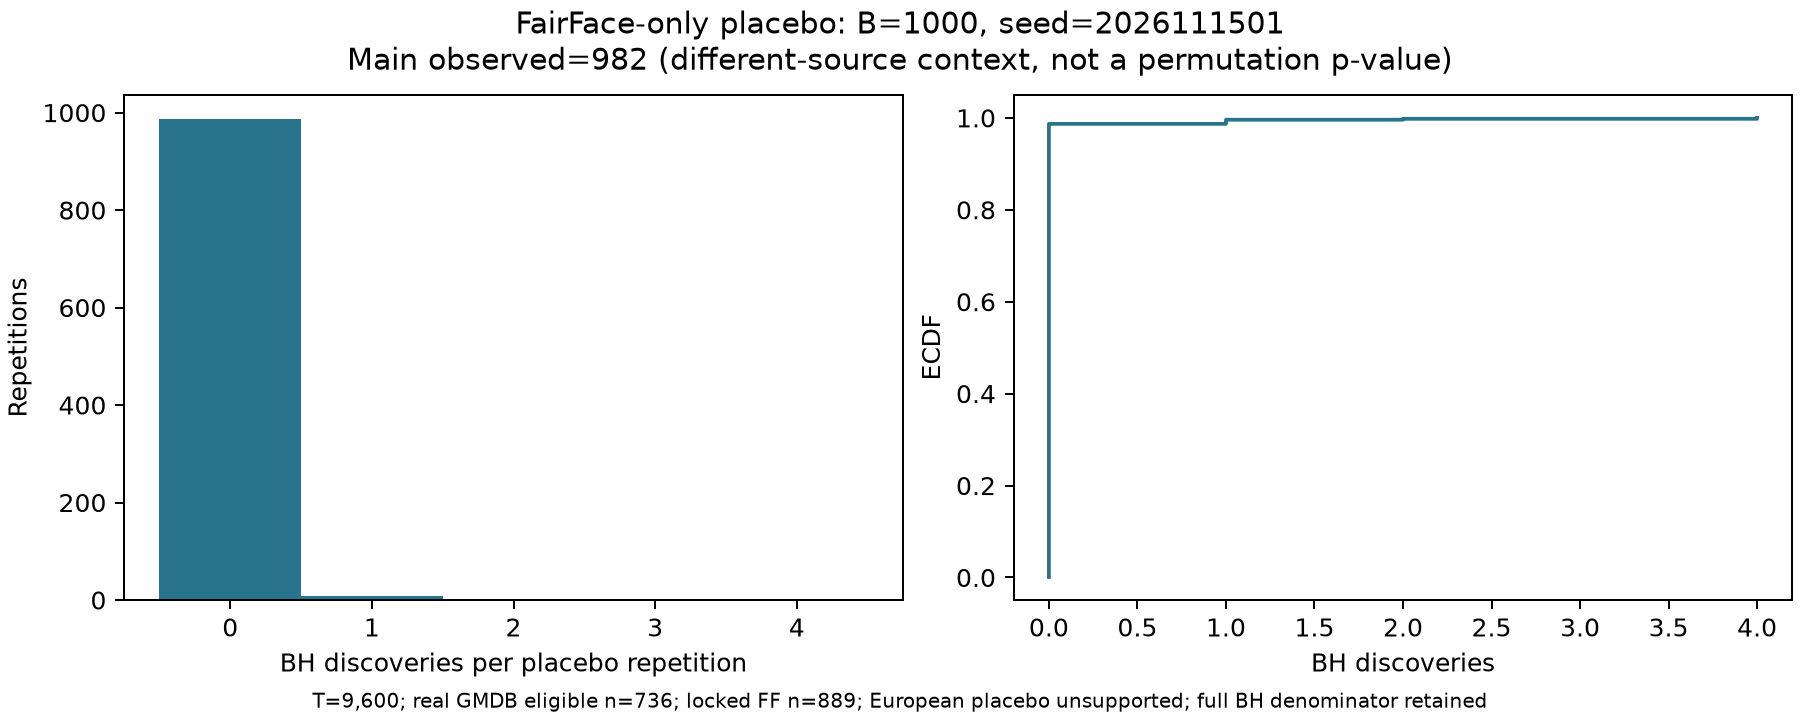 FairFace-only placebo: B=1000, seed=2026111501
Main observed=982 (different-source context, not a permutation p-value)
1000
800
600
400
200
0
Repetitions
0 1 2 3 4
BH discoveries per placebo repetition
1.0
0.8
0.6
0.4
0.2
0.0
ECDF
0.0 0.5 1.0 1.5 2.0 2.5 3.0 3.5 4.0
BH discoveries
T=9,600; real GMDB eligible n=736; locked FF n=889; European placebo unsupported; full BH denominator retained